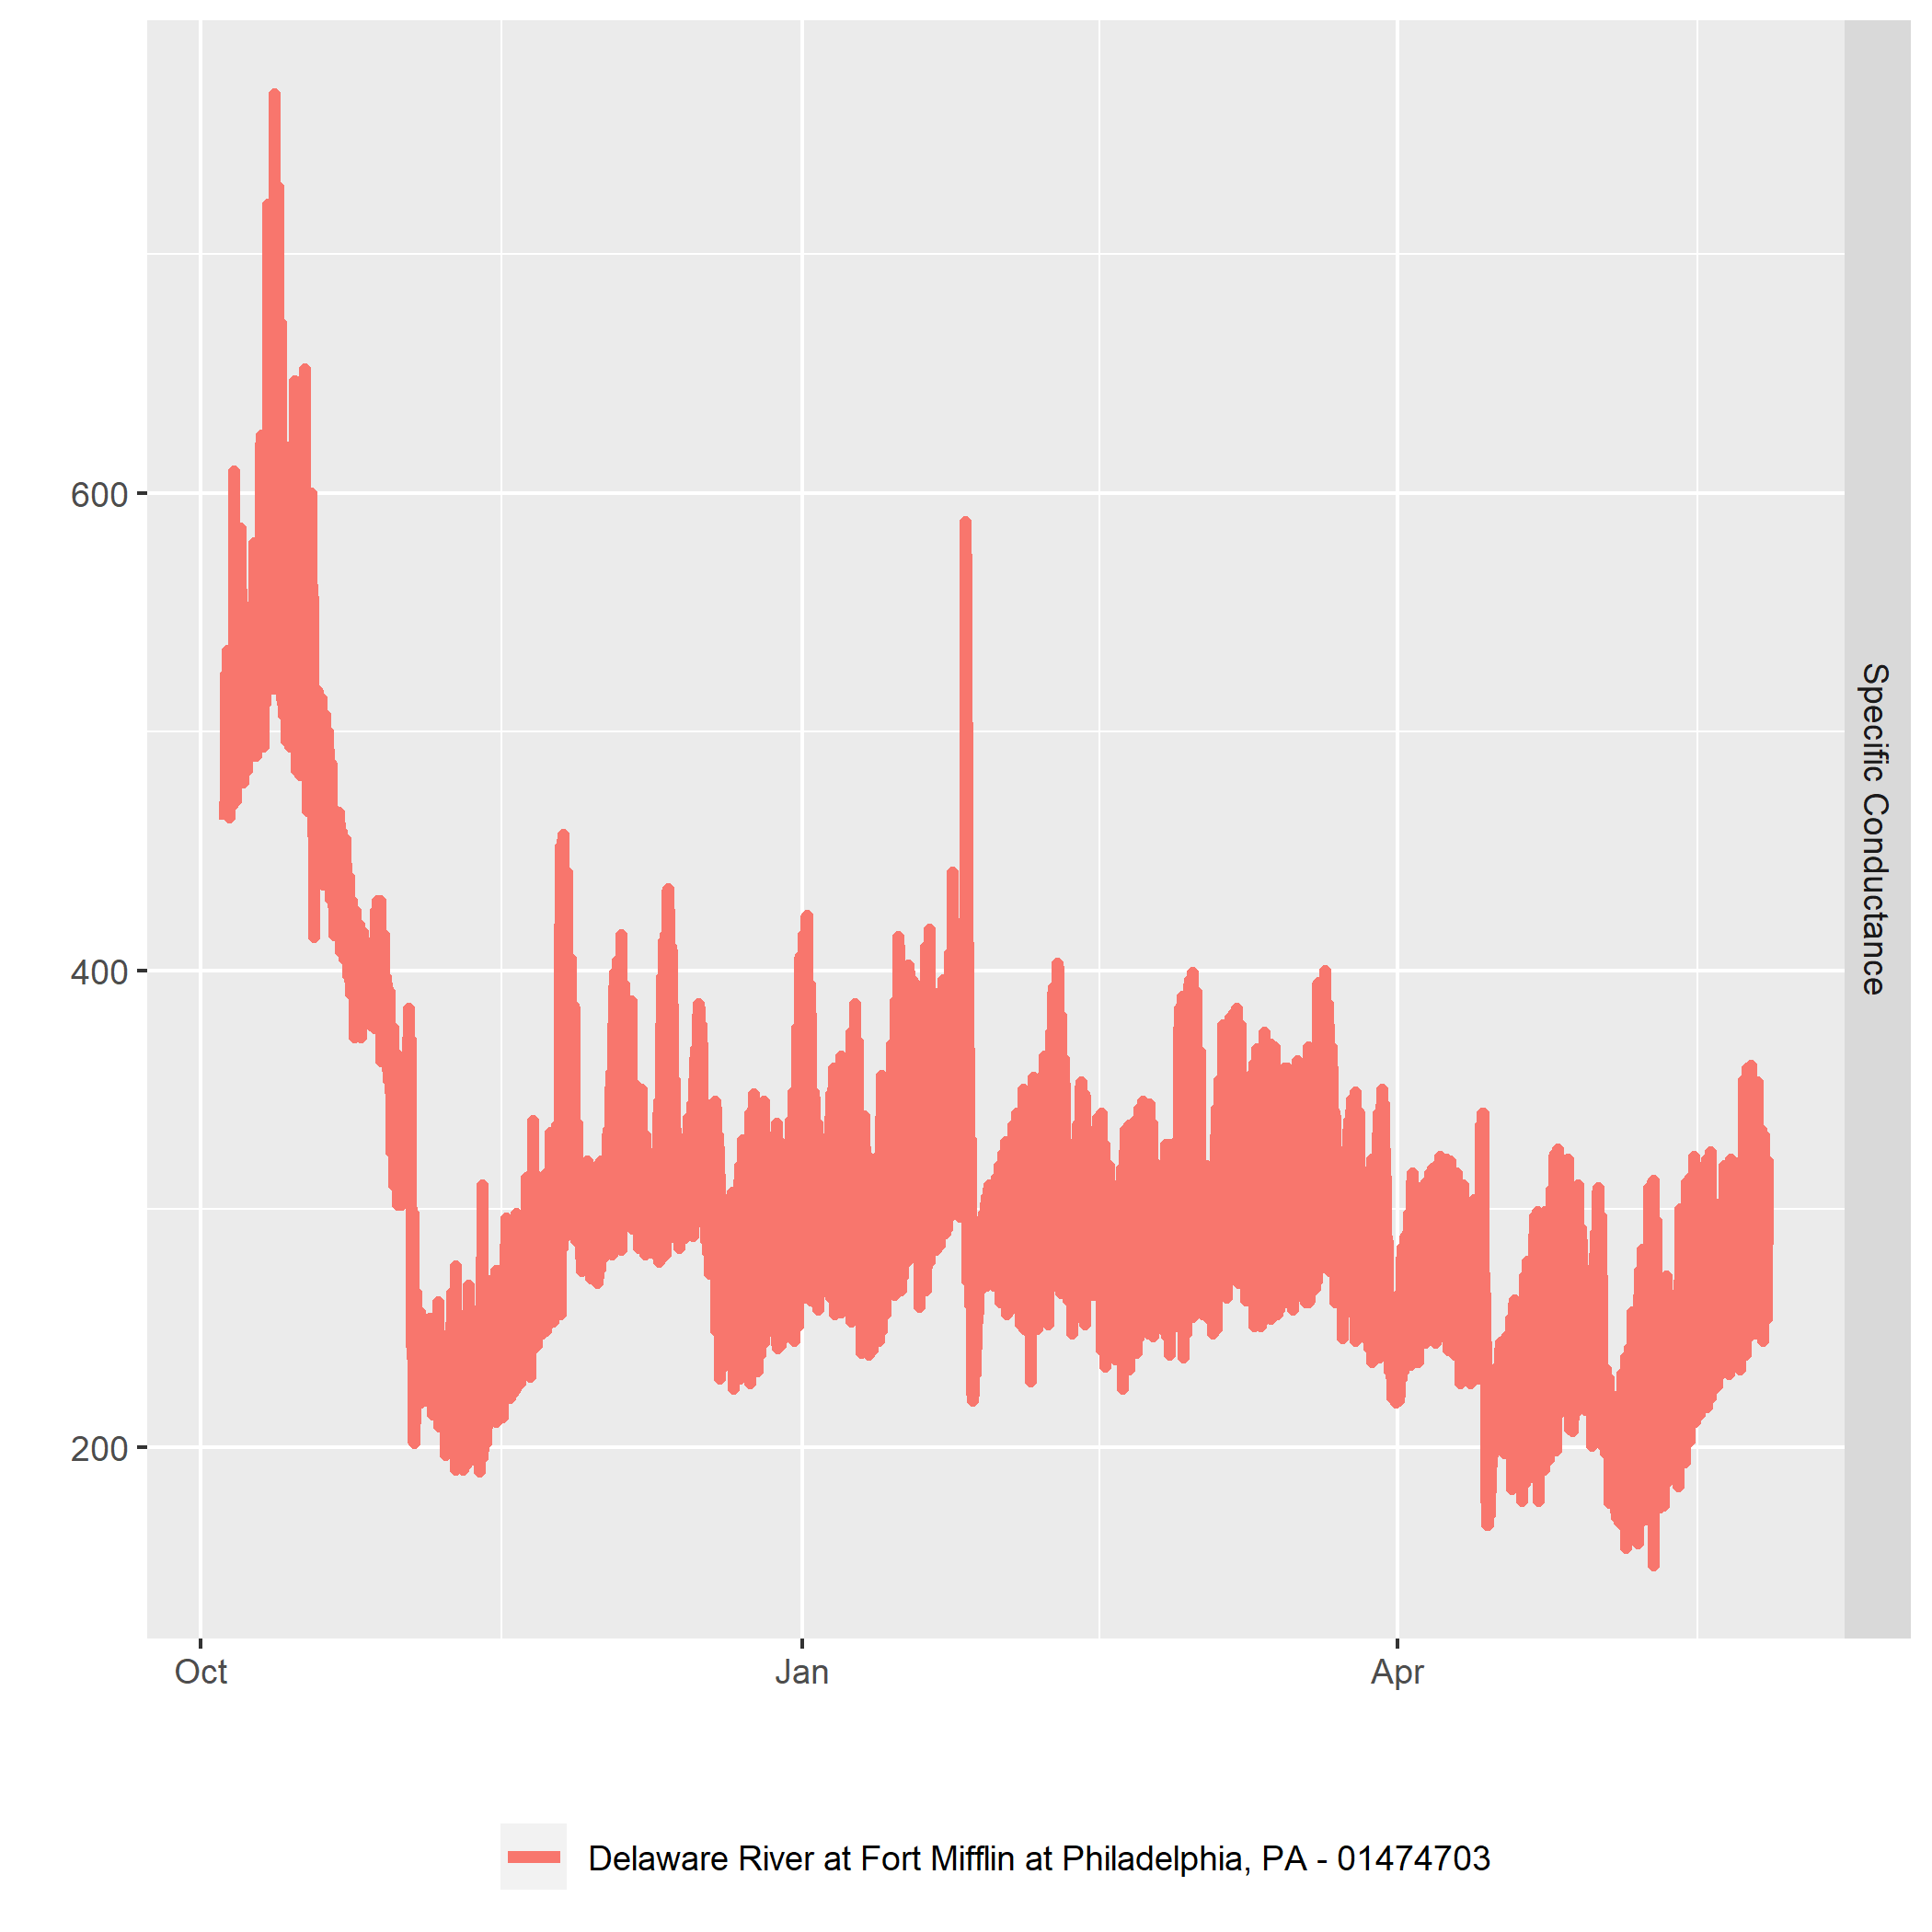 600
400
200
Oct
Jan
Apr
Specific Conductance
Delaware River at Fort Mifflin at Philadelphia, PA - 01474703